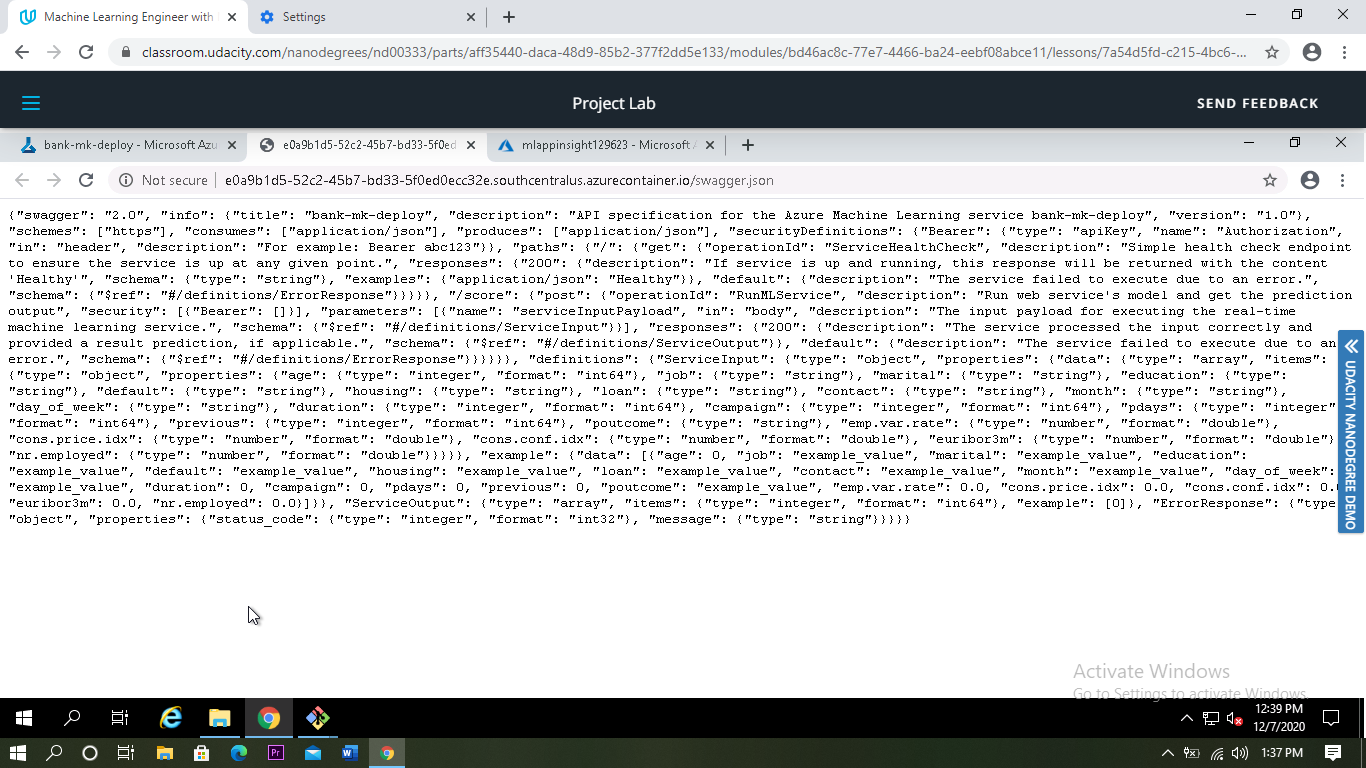 Machine Learning Engineer with
Settings
classroom.udacity.com/nanodegrees/nd00333/parts/aff35440-daca-48d9-85b2-377f2dd5e133/modules/bd46ac8c-77e7-4466-ba24-eebf08abce11/lessons/7a54d5fd-c215-4bc6-...
Project Lab
SEND FEEDBACK
bank-mk-deploy - Microsoft Azu
e0a9b1d5-52c2-45b7-bd33-5f0ed
mlappinsight129623 - Microsoft A
Not secure
e0a9b1d5-52c2-45b7-bd33-5f0ed0ecc32e.southcentralus.azurecontainer.io/swagger.json
{"swagger": "2.0", "info": {"title": "bank-mk-deploy", "description": "API specification for the Azure Machine Learning service bank-mk-deploy", "version": "1.0"},
"schemes": ["https"], "consumes": ["application/json"], "produces": ["application/json"], "securityDefinitions": {"Bearer": {"type": "apiKey", "name": "Authorization",
"in": "header", "description": "For example: Bearer abc123"}}, "paths": {"/": {"get": {"operationId": "ServiceHealthCheck", "description": "Simple health check endpoint
to ensure the service is up at any given point.", "responses": {"200": {"description": "If service is up and running, this response will be returned with the content
'Healthy'", "schema": {"type": "string"}, "examples": {"application/json": "Healthy"}}, "default": {"description": "The service failed to execute due to an error.",
"schema": {"$ref": "#/definitions/ErrorResponse"}}}}}, "/score": {"post": {"operationId": "RunMLService", "description": "Run web service's model and get the prediction
output", "security": [{"Bearer": []}], "parameters": [{"name": "serviceInputPayload", "in": "body", "description": "The input payload for executing the real-time
machine learning service.", "schema": {"$ref": "#/definitions/ServiceInput"}}], "responses": {"200": {"description": "The service processed the input correctly and
provided a result prediction, if applicable.", "schema": {"$ref": "#/definitions/ServiceOutput"}}, "default": {"description": "The service failed to execute due to an
error.", "schema": {"$ref": "#/definitions/ErrorResponse"}}}}}}, "definitions": {"ServiceInput": {"type": "object", "properties": {"data": {"type": "array", "items":
{"type": "object", "properties": {"age": {"type": "integer", "format": "int64"}, "job": {"type": "string"}, "marital": {"type": "string"}, "education": {"type":
"string"}, "default": {"type": "string"}, "housing": {"type": "string"}, "loan": {"type": "string"}, "contact": {"type": "string"}, "month": {"type": "string"},
"day_of_week": {"type": "string"}, "duration": {"type": "integer", "format": "int64"}, "campaign": {"type": "integer", "format": "int64"}, "pdays": {"type": "integer"
"format": "int64"}, "previous": {"type": "integer", "format": "int64"}, "poutcome": {"type": "string"}, "emp.var.rate": {"type": "number", "format": "double"},
"cons.price.idx": {"type": "number", "format": "double"}, "cons.conf.idx": {"type": "number", "format": "double"}, "euribor3m": {"type": "number", "format": "double"}
"nr.employed": {"type": "number", "format": "double"}}}}}, "example": {"data": [{"age": 0, "job": "example_value", "marital": "example_value", "education":
"example_value", "default": "example_value", "housing": "example_value", "loan": "example_value", "contact": "example_value", "month": "example_value", "day_of_week":
"example_value", "duration": 0, "campaign": 0, "pdays": 0, "previous": 0, "poutcome": "example_value", "emp.var.rate": 0.0, "cons.price.idx": 0.0, "cons.conf.idx": 0.0
"euribor3m": 0.0, "nr.employed": 0.0}]}}, "ServiceOutput": {"type": "array", "items": {"type": "integer", "format": "int64"}, "example": [0]}, "ErrorResponse": {"type
"object", "properties": {"status_code": {"type": "integer", "format": "int32"}, "message": {"type": "string"}}}}}
UDACITY NANODEGREE DEMO
Activate Windows
Go to Settings to activate Windows.
12:39 PM
12/7/2020
1:37 PM